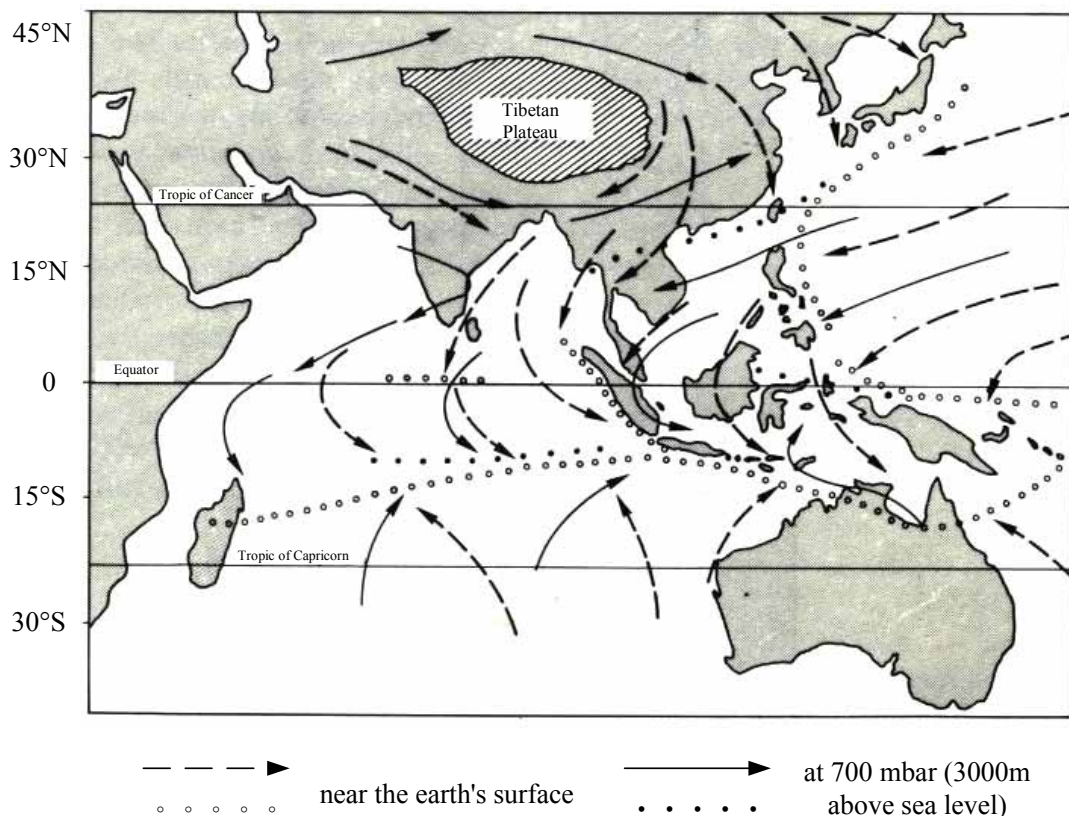 45°N
Tibetan
Plateau
30°N
Tropic of Cancer
15°N
Equator
0
15°S
Tropic of Capricorn
30°S
near the earth's surface
at 700 mbar (3000m
above sea level)